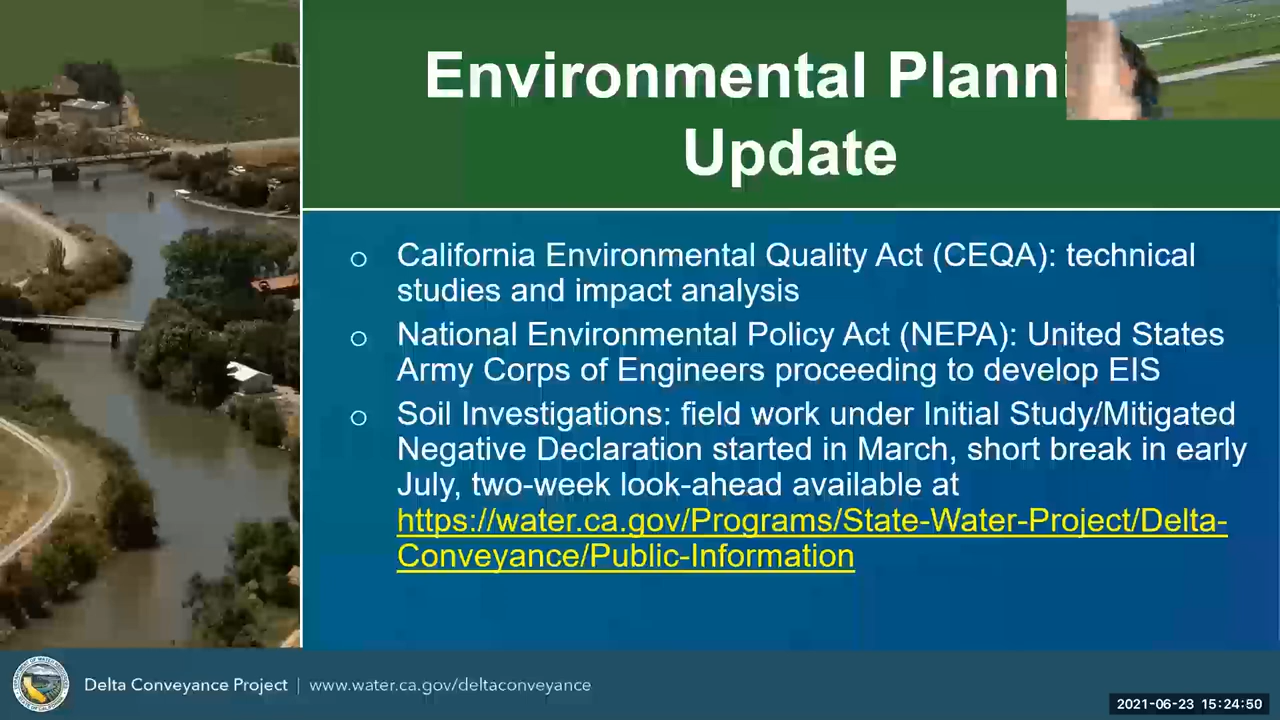 Environmental Planni
Update
o California Environmental Quality Act (CEQA): technical
studies and impact analysis
o National Environmental Policy Act (NEPA): United States
Army Corps of Engineers proceeding to develop EIS
o Soil Investigations: field work under Initial Study/Mitigated
Negative Declaration started in March, short break in early
July, two-week look-ahead available at
https://water.ca.gov/Programs/State-Water-Project/Delta-
Conveyance/Public-Information
Delta Conveyance Project | www.water.ca.gov/deltaconveyance
2021-06-23 15:24:50